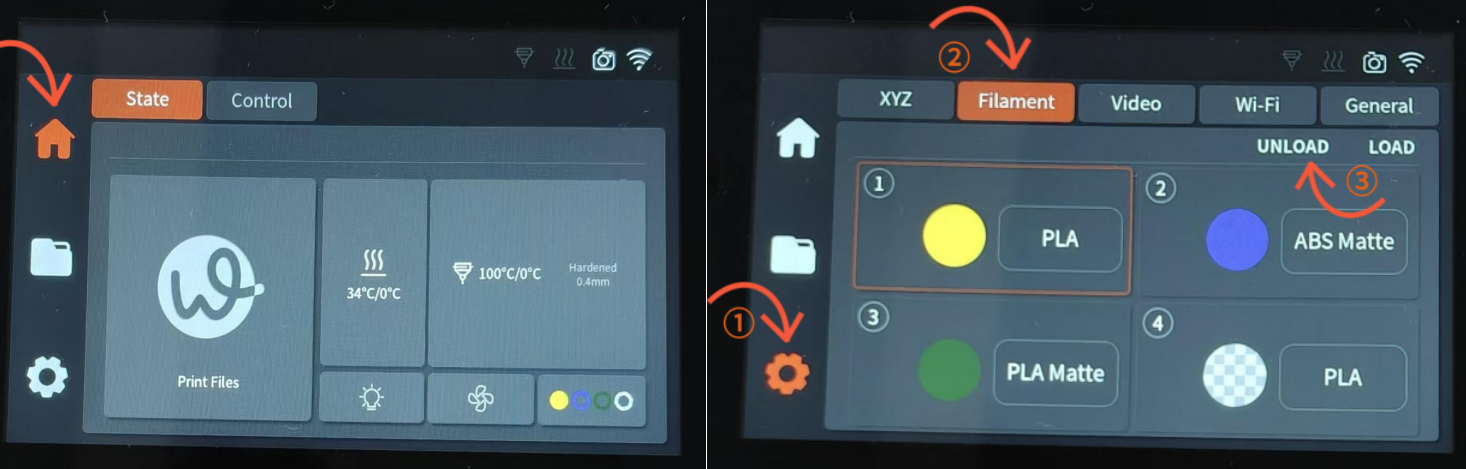 State
Control
34°C/0°C
100°C/0°C
Hardened
0.4mm
Print Files
②
XYZ
Filament
Video
Wi-Fi
General
UNLOAD
LOAD
③
①
PLA
②
ABS Matte
①
③
PLA Matte
④
PLA